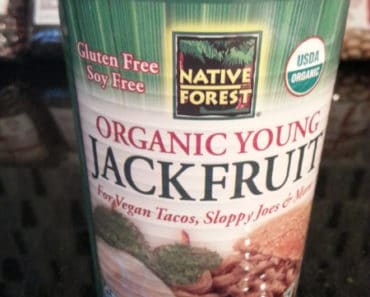 Gluten Free
Soy Free
NATIVE
FOREST
USDA
ORGANIC
ORGANIC YOUNG
JACKFRUIT
For Vegan Tacos, Sloppy Joes & More!